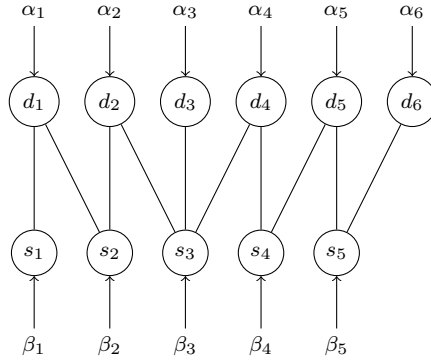 α₁ α₂ α₃ α₄ α₅ α₆
d₁ d₂ d₃ d₄ d₅ d₆
s₁ s₂ s₃ s₄ s₅
β₁ β₂ β₃ β₄ β₅